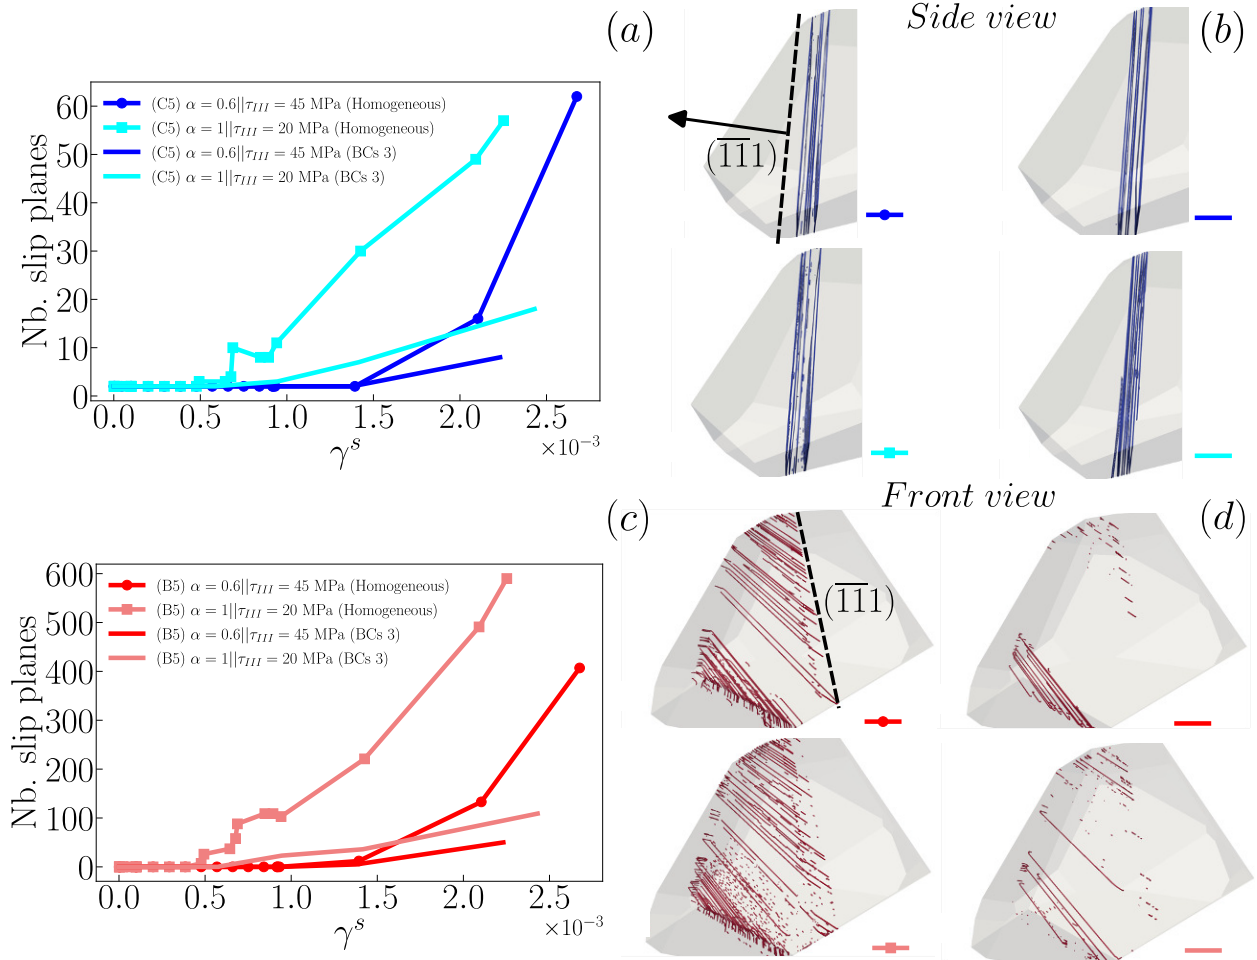 (a)
Side view
(b)
60
50
40
30
20
10
0
Nb. slip planes
(C5) α = 0.6||τ_III = 45 MPa (Homogeneous)
(C5) α = 1||τ_III = 20 MPa (Homogeneous)
(C5) α = 0.6||τ_III = 45 MPa (BCs 3)
(C5) α = 1||τ_III = 20 MPa (BCs 3)
0.0 0.5 1.0 1.5 2.0 2.5
×10⁻³
γˢ
(1̅1̅1)
Front view
(c)
(d)
600
500
400
300
200
100
0
Nb. slip planes
(B5) α = 0.6||τ_III = 45 MPa (Homogeneous)
(B5) α = 1||τ_III = 20 MPa (Homogeneous)
(B5) α = 0.6||τ_III = 45 MPa (BCs 3)
(B5) α = 1||τ_III = 20 MPa (BCs 3)
0.0 0.5 1.0 1.5 2.0 2.5
×10⁻³
γˢ
(1̅1̅1)